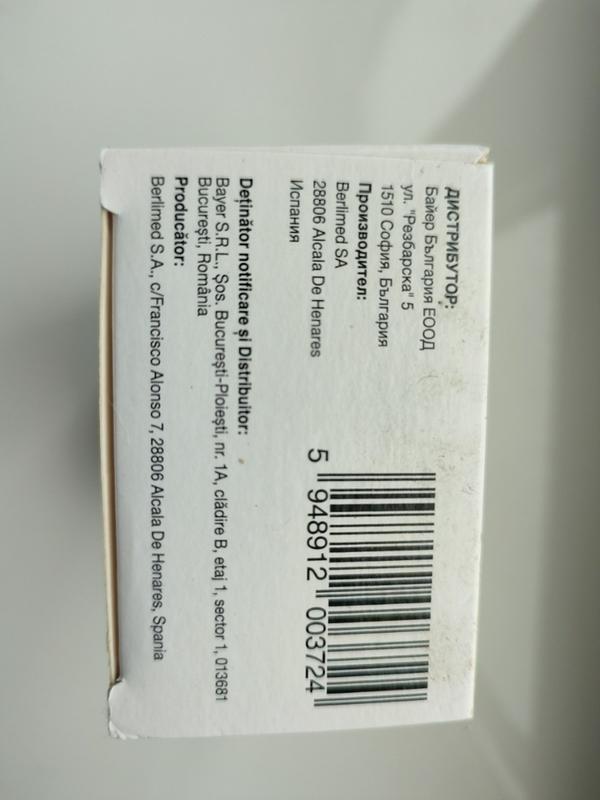 ДИСТРИБУТОР:
Байер България ЕООД
ул. "Резбарска" 5
1510 София, България
Производител:
Berlimed SA
28806 Alcala De Henares
Испания
5 948912 003724
Deținător notificare și Distribuitor:
Bayer S.R.L., Șos. București-Ploiești, nr. 1A, clădire B, etaj 1, sector 1, 013681
București, România
Producător:
Berlimed S.A., c/Francisco Alonso 7, 28806 Alcala De Henares, Spania